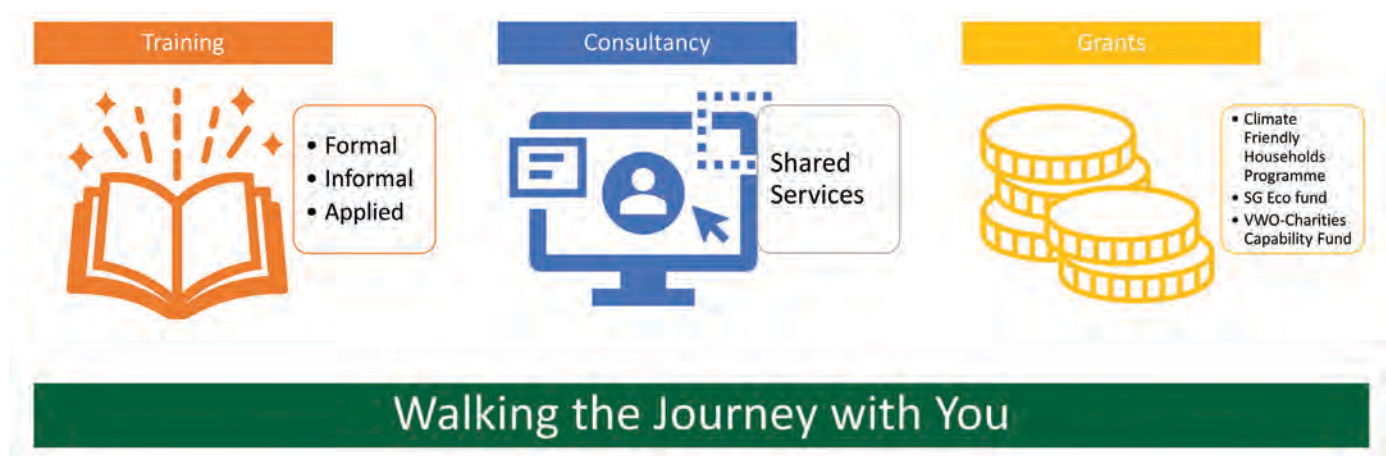 Training
• Formal
• Informal
• Applied
Consultancy
Shared
Services
Grants
• Climate
Friendly
Households
Programme
• SG Eco fund
• VWO-Charities
Capability Fund
Walking the Journey with You